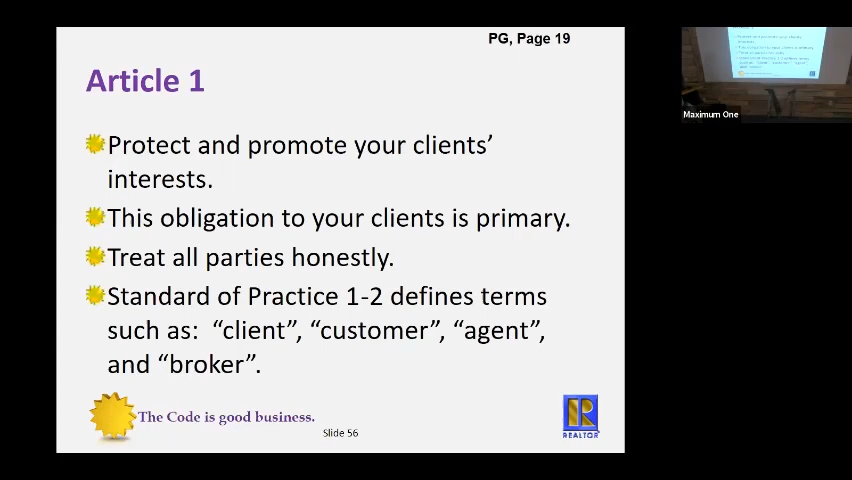 PG, Page 19
Article 1
Protect and promote your clients’
interests.
This obligation to your clients is primary.
Treat all parties honestly.
Standard of Practice 1-2 defines terms
such as:  “client”, “customer”, “agent”,
and “broker”.
The Code is good business.
Slide 56
R
REALTOR
Maximum One